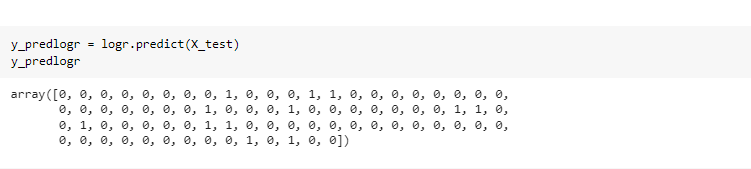 y_predlogr = logr.predict(X_test)
y_predlogr
array([0, 0, 0, 0, 0, 0, 0, 0, 1, 0, 0, 0, 1, 1, 0, 0, 0, 0, 0, 0, 0, 0,
0, 0, 0, 0, 0, 0, 0, 1, 0, 0, 0, 1, 0, 0, 0, 0, 0, 0, 0, 1, 1, 0,
0, 1, 0, 0, 0, 0, 0, 1, 1, 0, 0, 0, 0, 0, 0, 0, 0, 0, 0, 0, 0, 0,
0, 0, 0, 0, 0, 0, 0, 0, 0, 1, 0, 1, 0, 0])